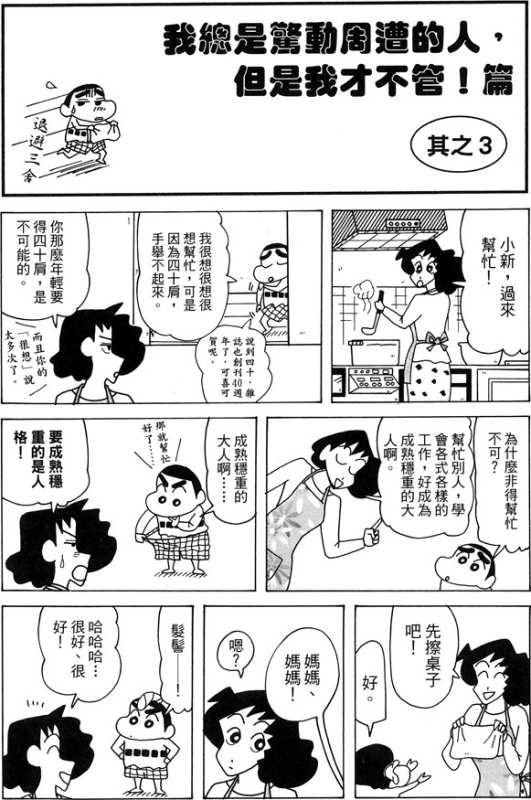 我總是驚動周遭的人，
但是我才不管！篇
其之3
退避三舍
小新，過來
幫忙！
我很想很想很
想幫忙，可是
因為四十肩，
手舉不起來。
說到四十，雜
誌也創刊40週
年了，可喜可
賀呢。
你那麼年輕要
得四十肩，是
不可能的。
而且你的
「很想」說
太多次了。
為什麼非得幫忙
不可？
幫忙別人，學
會各式各樣的
工作，好成為
成熟穩重的大
人啊。
成熟穩重的
大人啊……
那就幫忙
好了……
要成熟穩
重的是人
格！
先擦桌子
吧！
好。
媽媽、
媽媽！
嗯？
髮髻——！
哈哈哈…
很好、很
好！